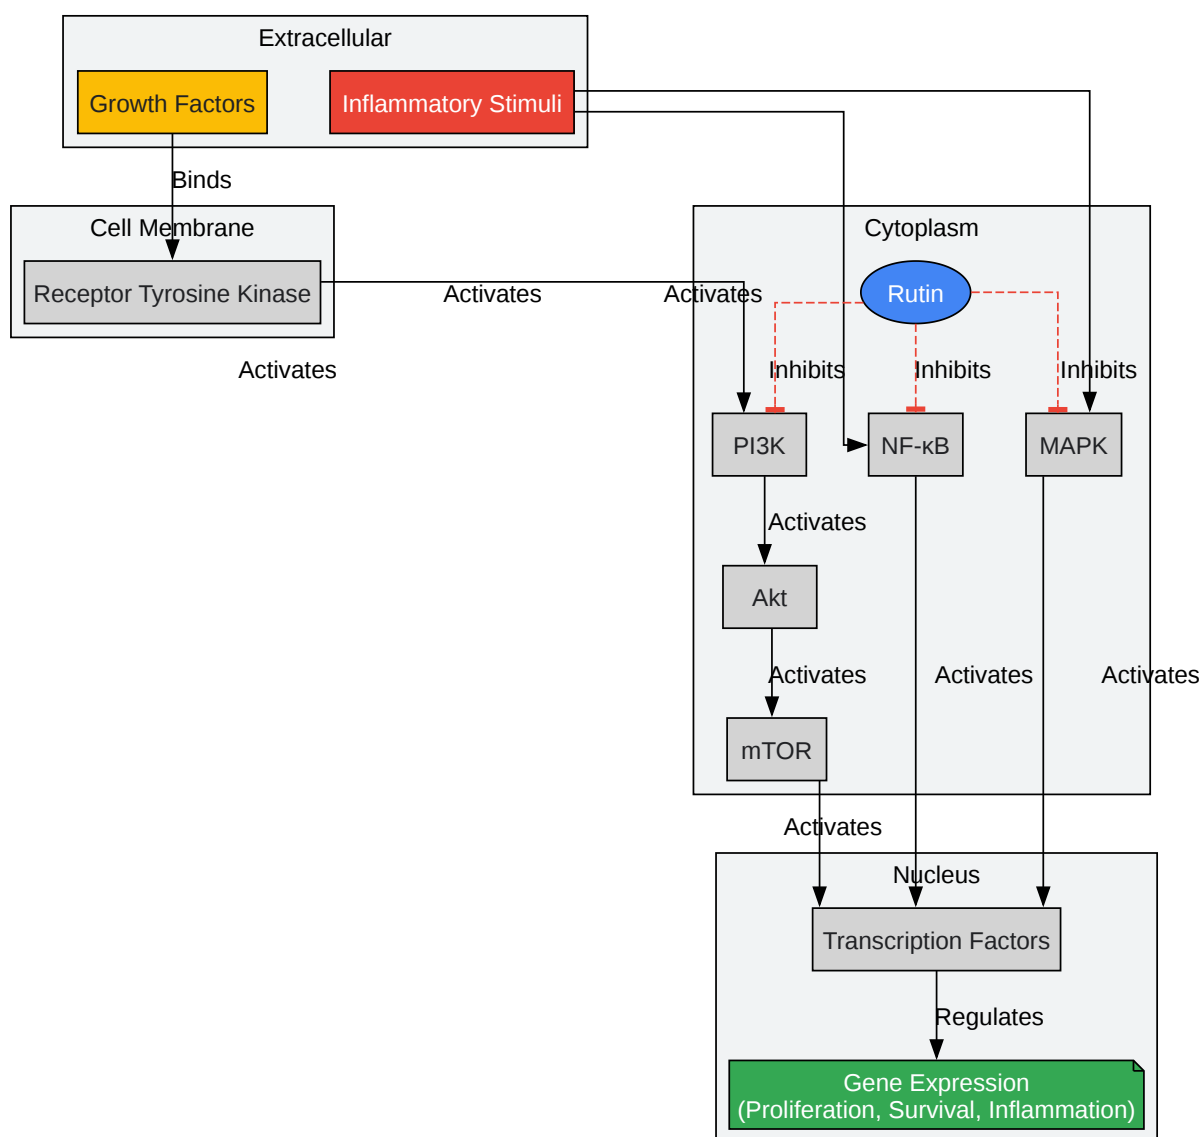 Extracellular
Growth Factors
Inflammatory Stimuli
Binds
Cell Membrane
Cytoplasm
Receptor Tyrosine Kinase
Activates
Activates
Rutin
Activates
Inhibits
Inhibits
Inhibits
PI3K
NF-κB
MAPK
Activates
Akt
Activates
Activates
Activates
mTOR
Activates
Nucleus
Transcription Factors
Regulates
Gene Expression
(Proliferation, Survival, Inflammation)